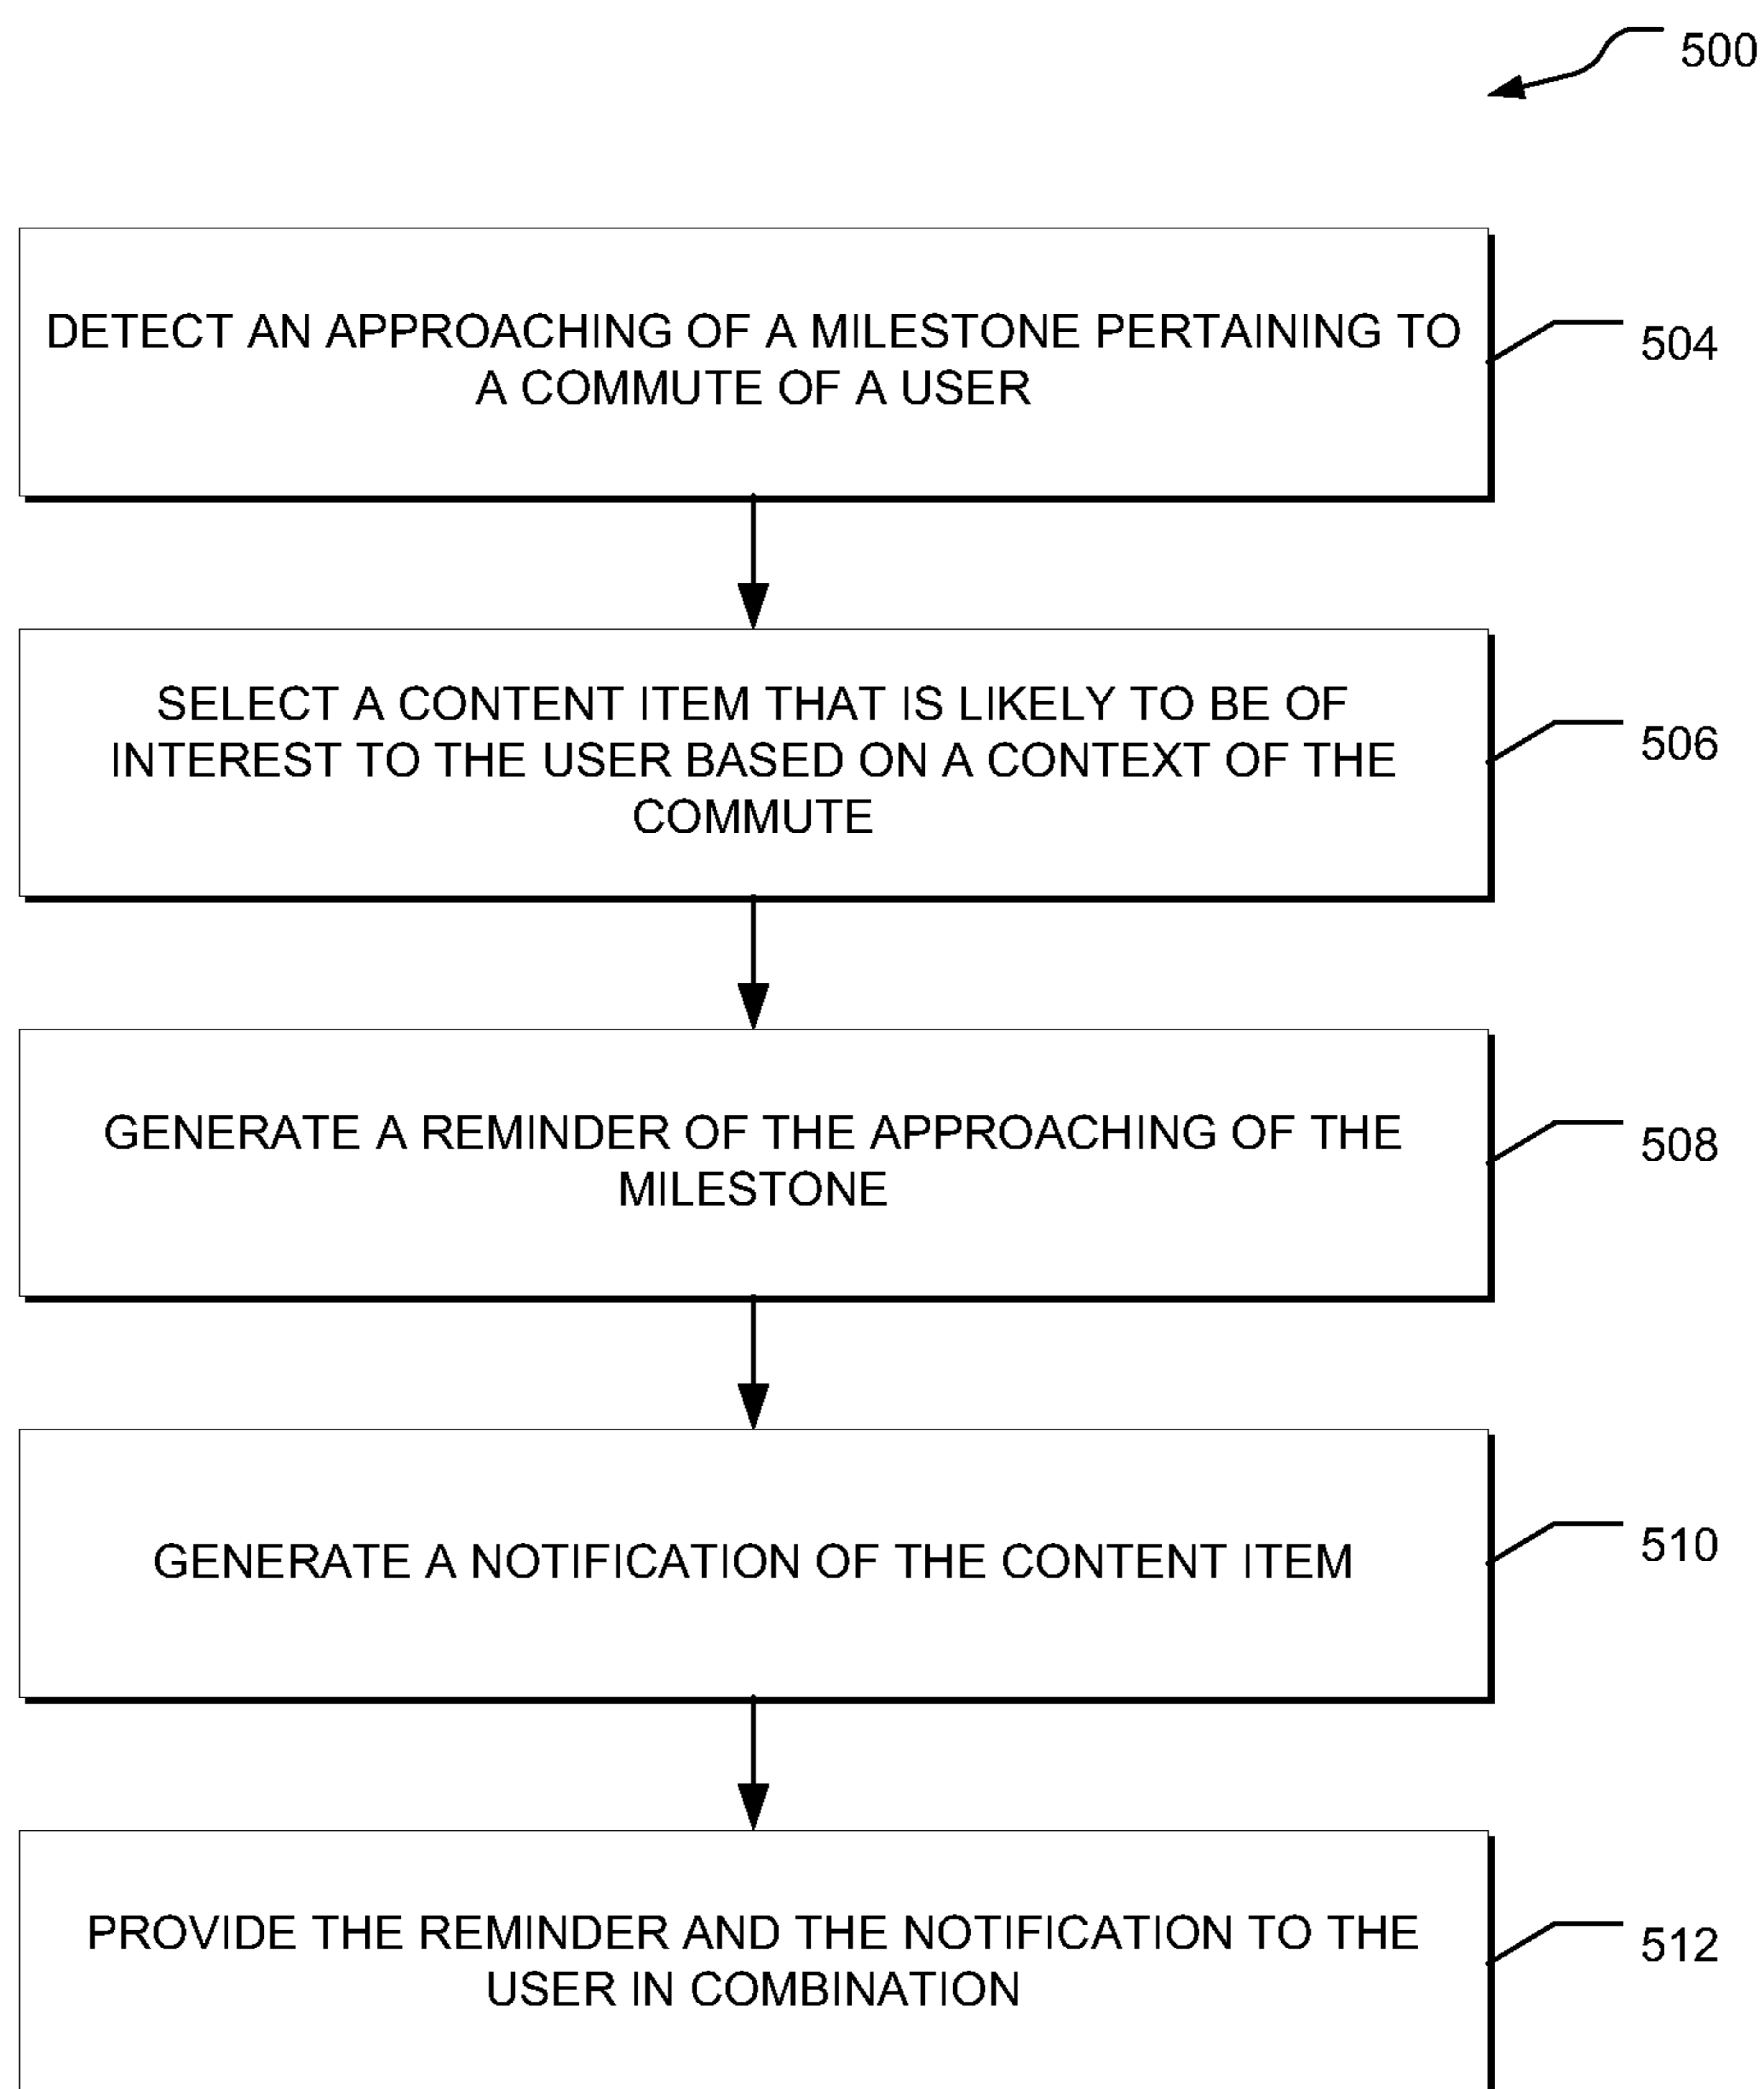 500
DETECT AN APPROACHING OF A MILESTONE PERTAINING TO
A COMMUTE OF A USER
504
SELECT A CONTENT ITEM THAT IS LIKELY TO BE OF
INTEREST TO THE USER BASED ON A CONTEXT OF THE
COMMUTE
506
GENERATE A REMINDER OF THE APPROACHING OF THE
MILESTONE
508
GENERATE A NOTIFICATION OF THE CONTENT ITEM
510
PROVIDE THE REMINDER AND THE NOTIFICATION TO THE
USER IN COMBINATION
512